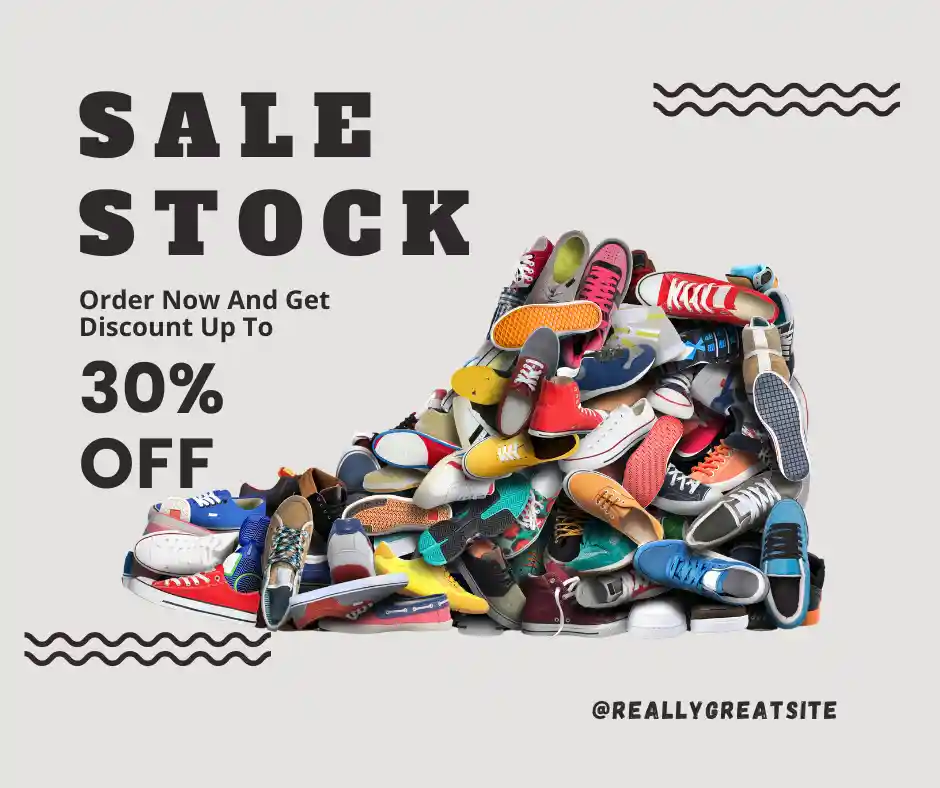 SALE
STOCK
Order Now And Get
Discount Up To
30%
OFF
@REALLYGREATSITE